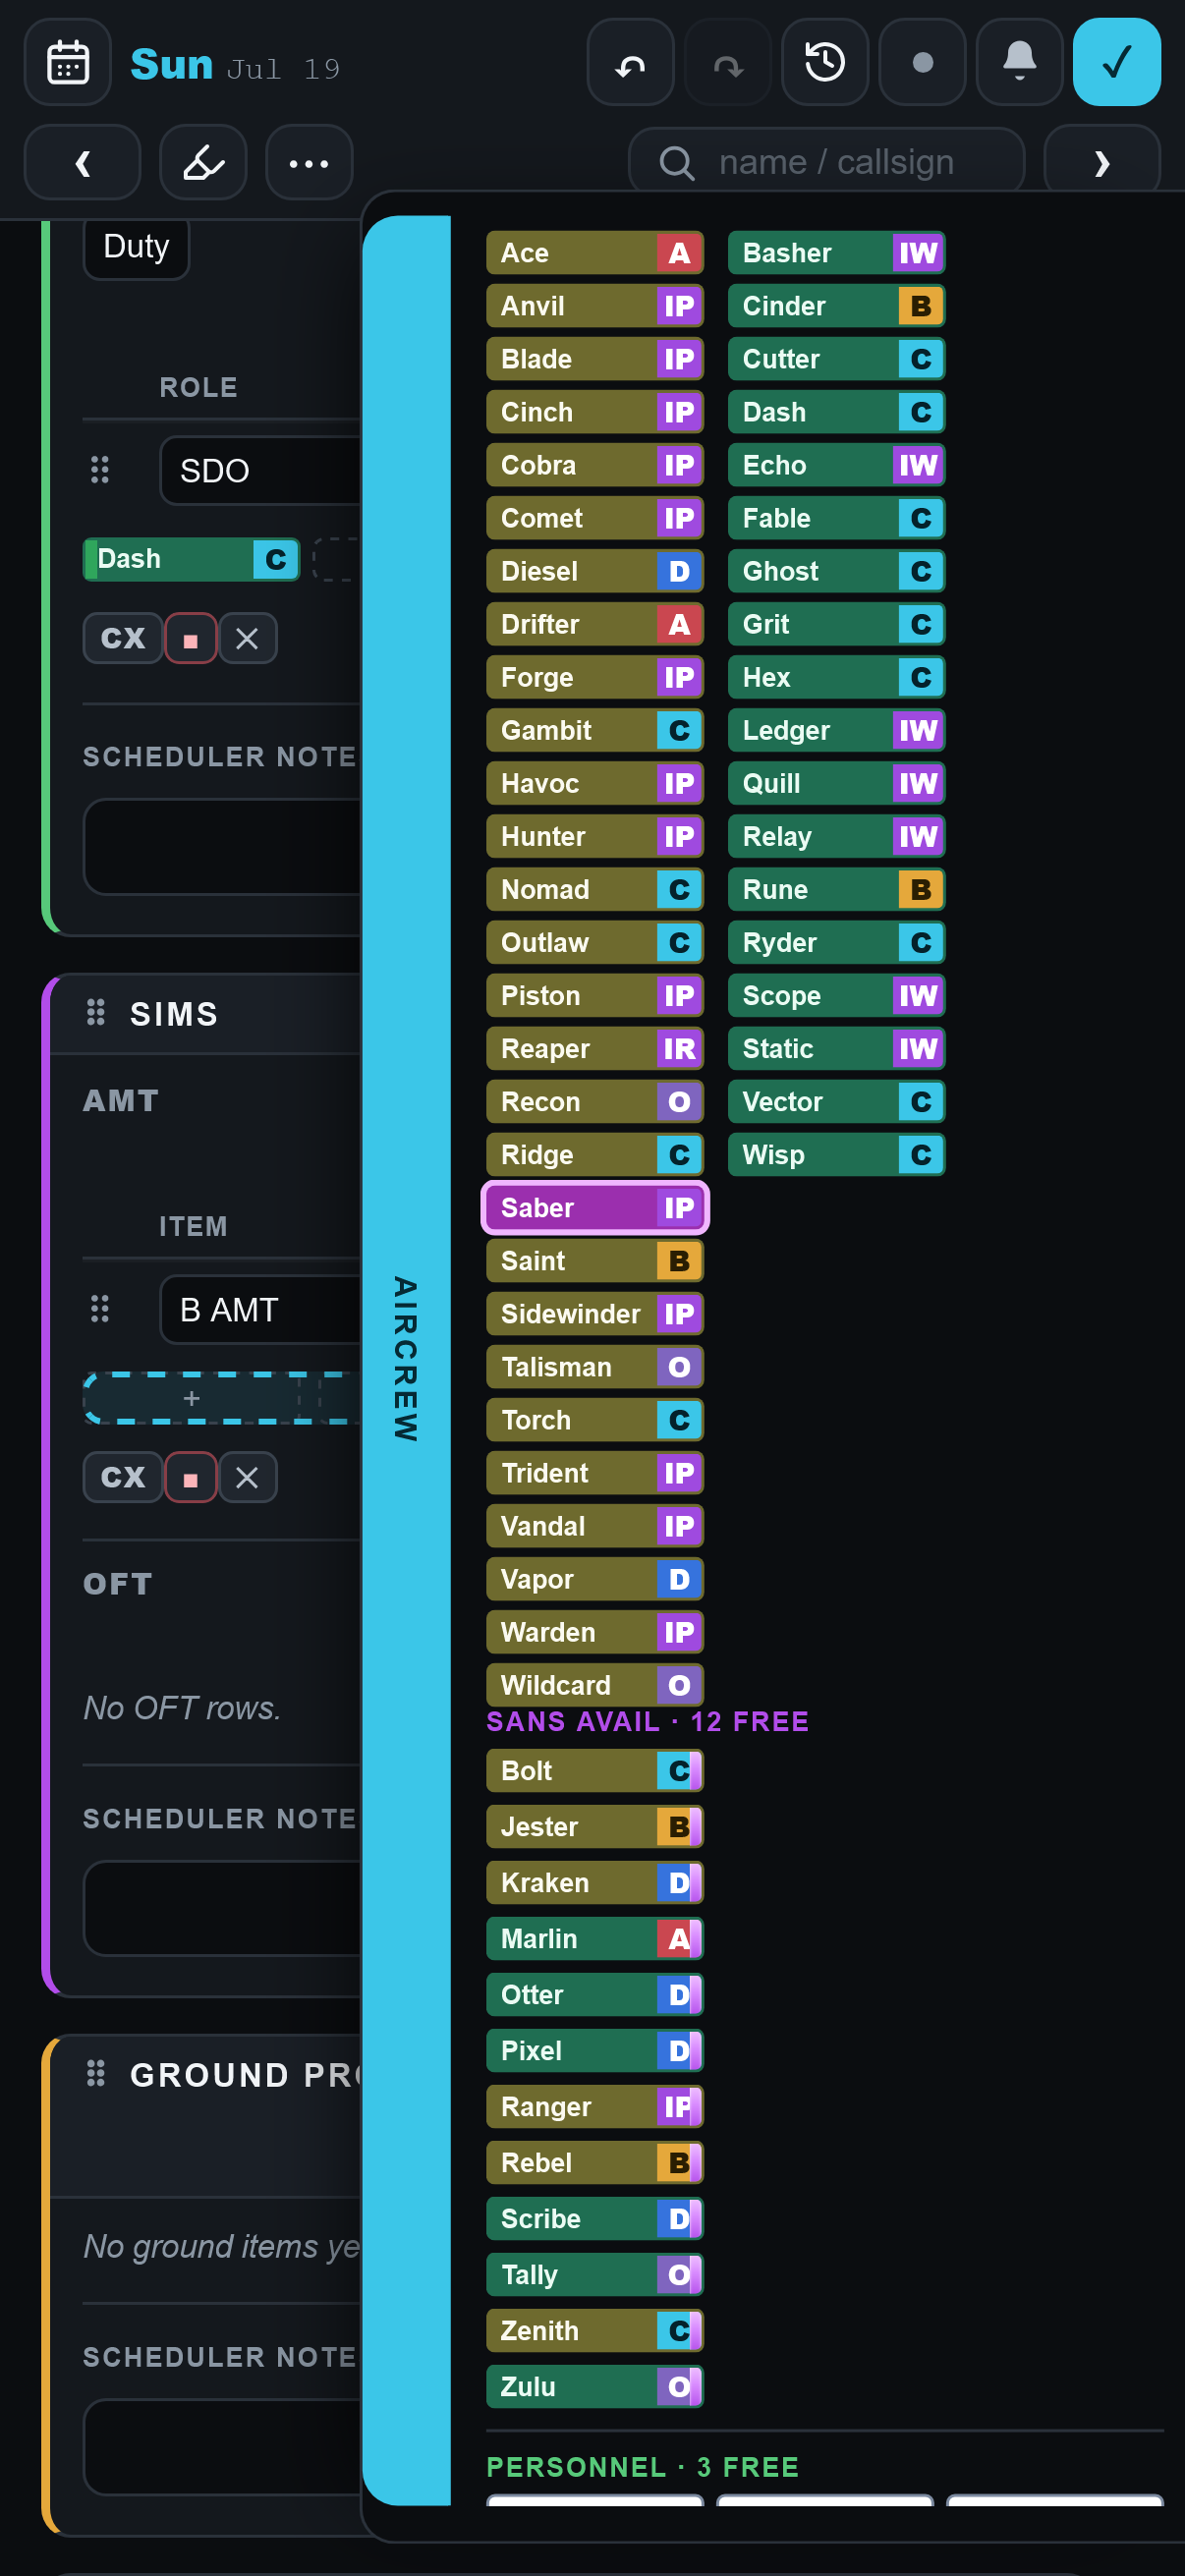 Sun Jul 19
name / callsign
Duty
ROLE
SDO
Dash C
CX
SCHEDULER NOTE
SIMS
AMT
ITEM
B AMT
+
CX
OFT
No OFT rows.
SCHEDULER NOTE
GROUND PRO
No ground items ye
SCHEDULER NOTE
AIRCREW
Ace A Basher IW
Anvil IP Cinder B
Blade IP Cutter C
Cinch IP Dash C
Cobra IP Echo IW
Comet IP Fable C
Diesel D Ghost C
Drifter A Grit C
Forge IP Hex C
Gambit C Ledger IW
Havoc IP Quill IW
Hunter IP Relay IW
Nomad C Rune B
Outlaw C Ryder C
Piston IP Scope IW
Reaper IR Static IW
Recon O Vector C
Ridge C Wisp C
Saber IP
Saint B
Sidewinder IP
Talisman O
Torch C
Trident IP
Vandal IP
Vapor D
Warden IP
Wildcard O
SANS AVAIL · 12 FREE
Bolt C
Jester B
Kraken D
Marlin A
Otter D
Pixel D
Ranger IP
Rebel B
Scribe D
Tally O
Zenith C
Zulu O
PERSONNEL · 3 FREE